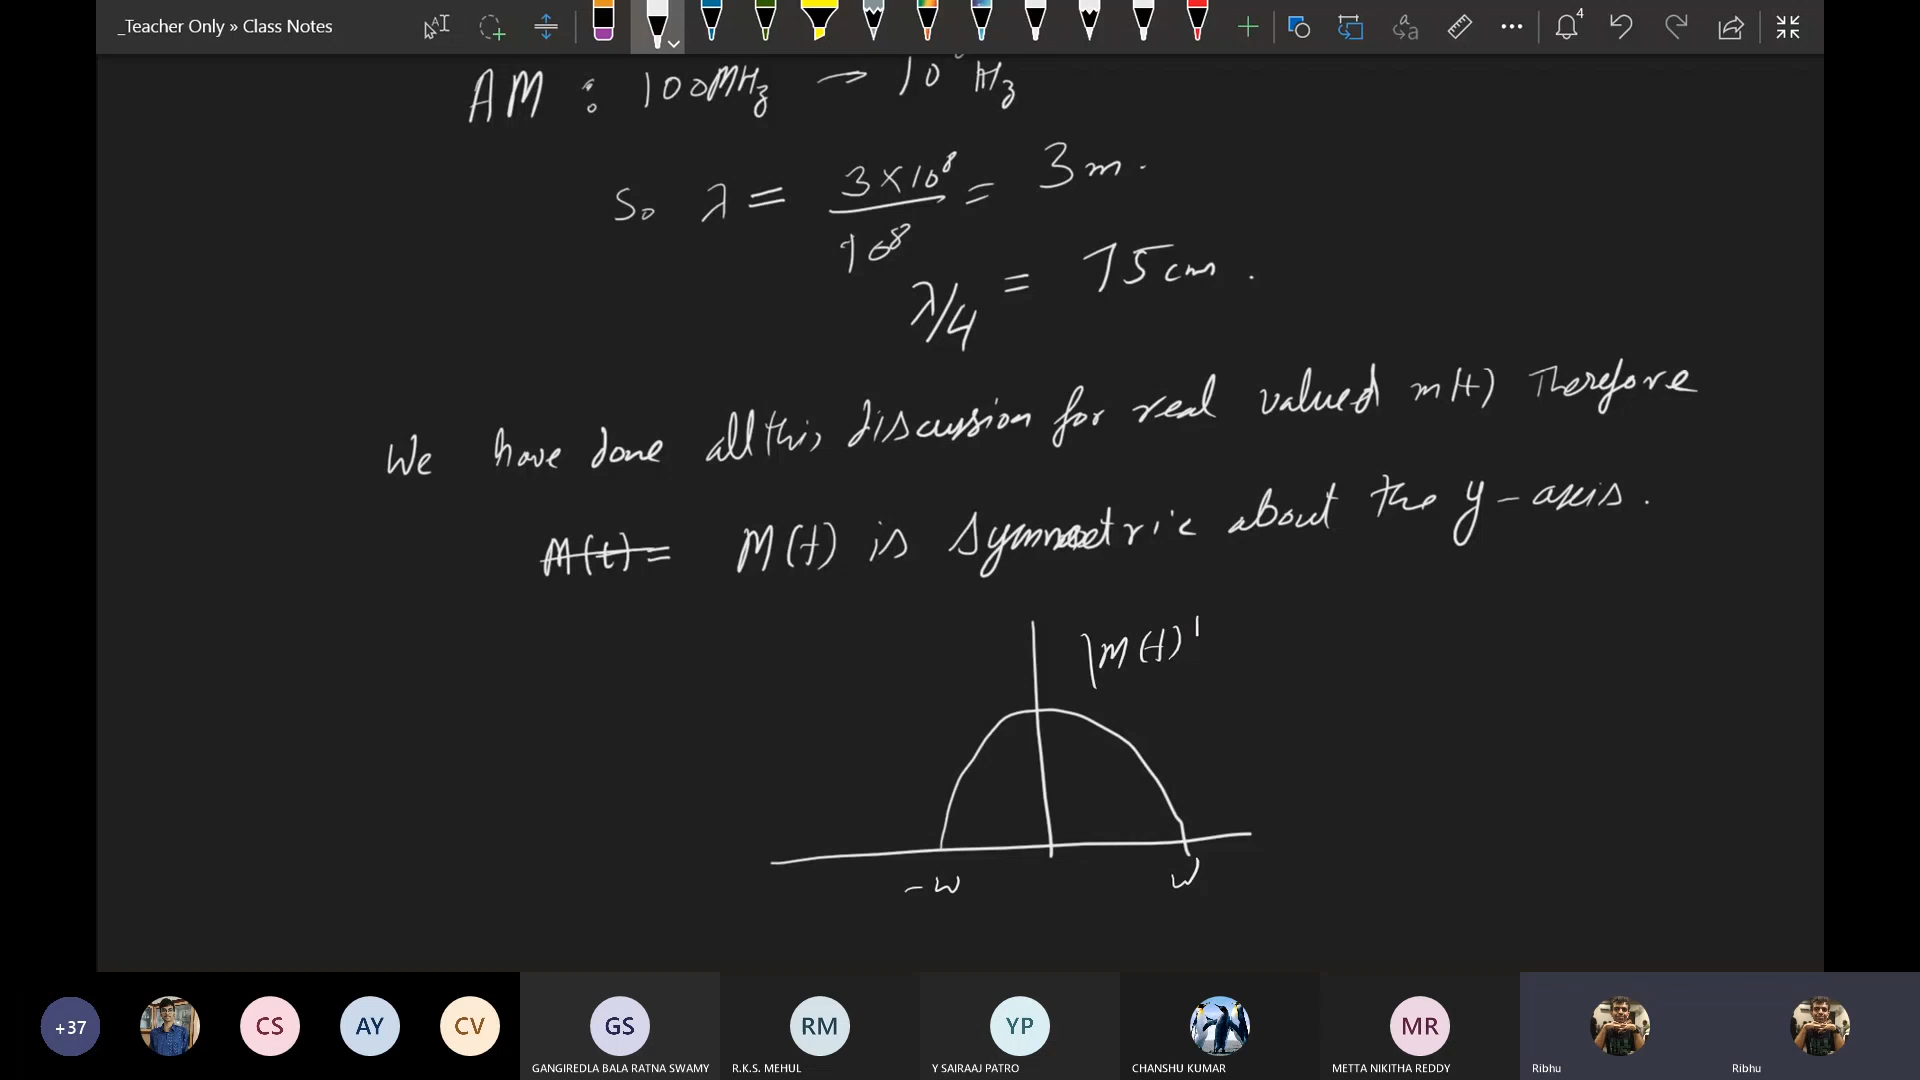 _Teacher Only » Class Notes
4
AM : 100MHz → 10 Hz
So λ = 3×10⁸/10⁸ = 3m.
λ/4 = 75cm.
We have done all this discussion for real valued m(t) Therefore
M(t)= M(f) is symmetric about the y-axis.
|M(f)|
-W W
+37
CS
AY
CV
GS
RM
YP
MR
GANGIREDLA BALA RATNA SWAMY
R.K.S. MEHUL
Y SAIRAAJ PATRO
CHANSHU KUMAR
METTA NIKITHA REDDY
Ribhu
Ribhu